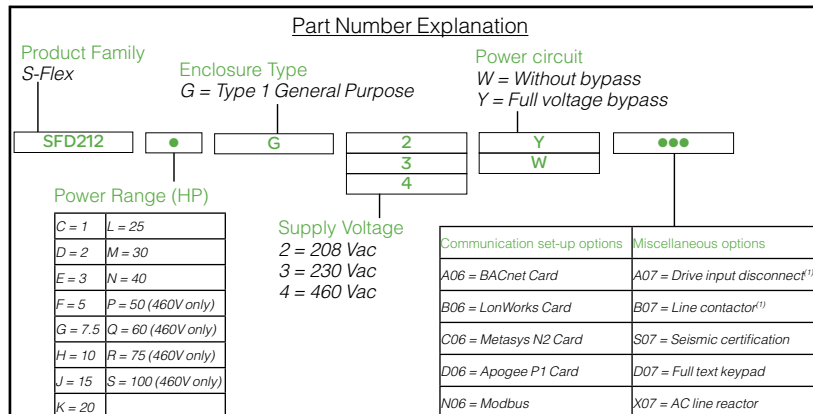 Part Number Explanation
Product Family
S-Flex
Enclosure Type
G = Type 1 General Purpose
Power circuit
W = Without bypass
Y = Full voltage bypass
SFD212 ● G 2 Y ●●●
3 W
4
Power Range (HP)
C = 1 L = 25
D = 2 M = 30
E = 3 N = 40
F = 5 P = 50 (460V only)
G = 7.5 Q = 60 (460V only)
H = 10 R = 75 (460V only)
J = 15 S = 100 (460V only)
K = 20
Supply Voltage
2 = 208 Vac
3 = 230 Vac
4 = 460 Vac
Communication set-up options Miscellaneous options
A06 = BACnet Card A07 = Drive input disconnect(1)
B06 = LonWorks Card B07 = Line contactor(1)
C06 = Metasys N2 Card S07 = Seismic certification
D06 = Apogee P1 Card D07 = Full text keypad
N06 = Modbus X07 = AC line reactor